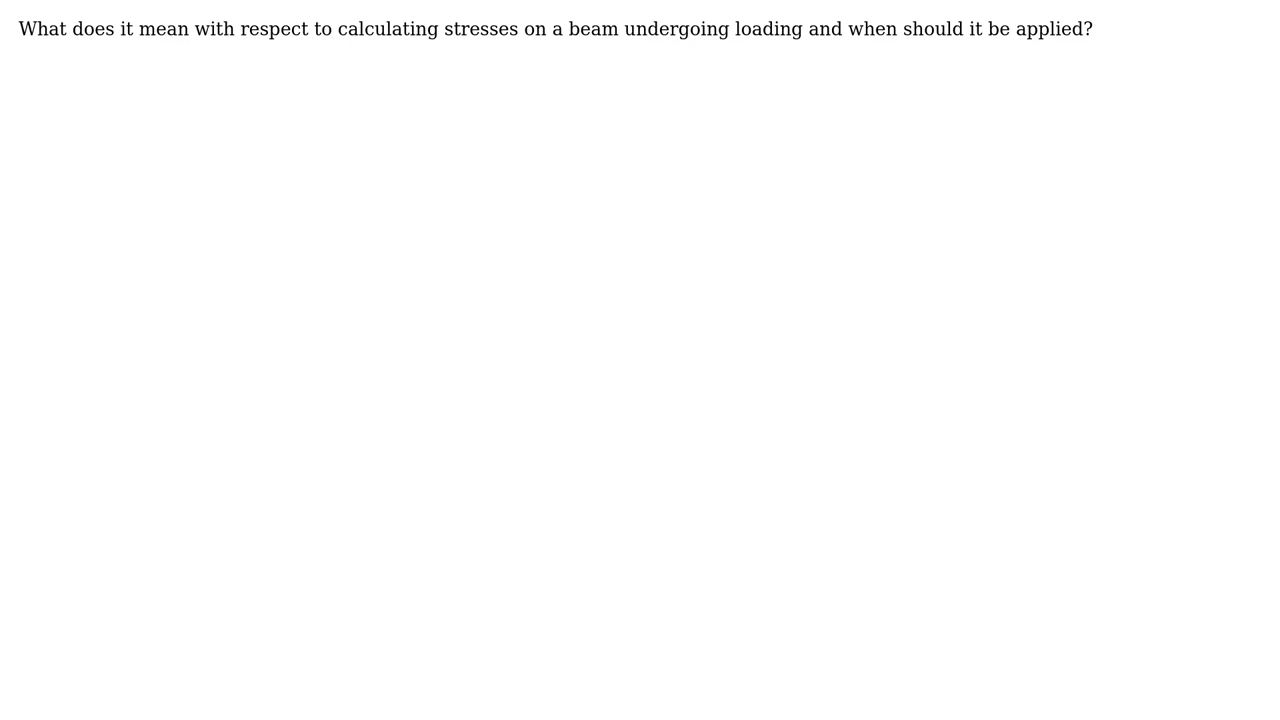 What does it mean with respect to calculating stresses on a beam undergoing loading and when should it be applied?